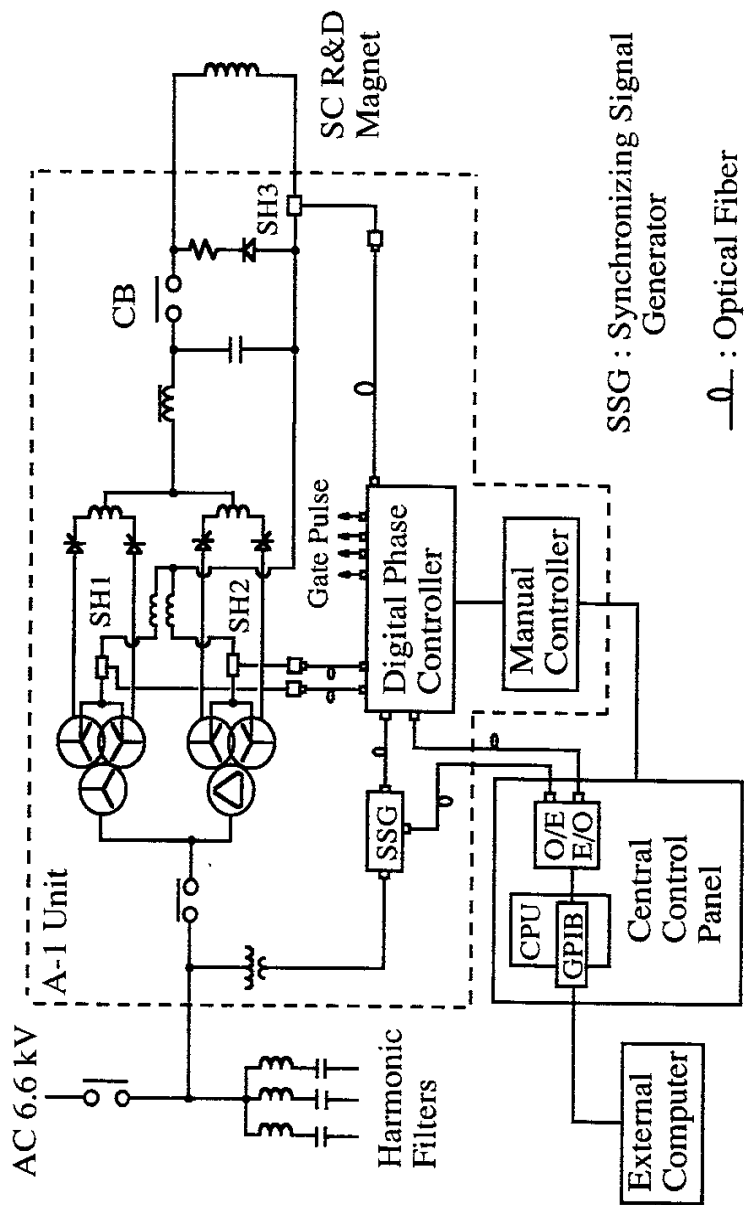 AC 6.6 kV
A-1 Unit
SH1
SH2
CB
SH3
SC R&D
Magnet
Harmonic
Filters
Gate Pulse
SSG
Digital Phase
Controller
Manual
Controller
O/E
E/O
CPU
GPIB
Central
Control
Panel
External
Computer
SSG : Synchronizing Signal
Generator
: Optical Fiber